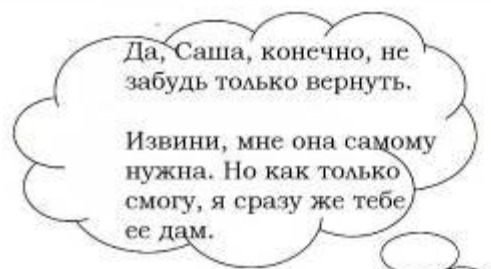 Да, Саша, конечно, не
забудь только вернуть.
Извини, мне она самому
нужна. Но как только
смогу, я сразу же тебе
ее дам.